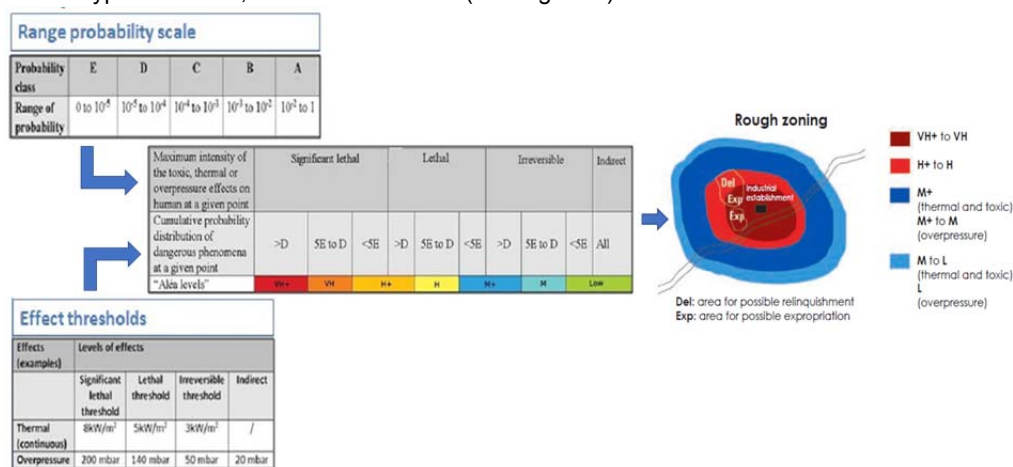 Range probability scale
Probability class E D C B A
Range of probability 0 to 10⁻⁵ 10⁻⁵ to 10⁻⁴ 10⁻⁴ to 10⁻³ 10⁻³ to 10⁻² 10⁻² to 1
Maximum intensity of the toxic, thermal or overpressure effects on human at a given point Significant lethal Lethal Irreversible Indirect
Cumulative probability distribution of dangerous phenomena at a given point >D 5E to D <5E >D 5E to D <5E >D 5E to D <5E All
"Aléa levels" VH+ VH H+ H M+ M Low
Effect thresholds
Effects (examples) Levels of effects
Significant lethal threshold Lethal threshold Irreversible threshold Indirect
Thermal (continuous) 8kW/m² 5kW/m² 3kW/m² /
Overpressure 200 mbar 140 mbar 50 mbar 20 mbar
Rough zoning
Del
Exp
Exp
Industrial
establishment
VH+ to VH
H+ to H
M+
(thermal and toxic)
M+ to M
(overpressure)
M to L
(thermal and toxic)
L
(overpressure)
Del: area for possible relinquishment
Exp: area for possible expropriation